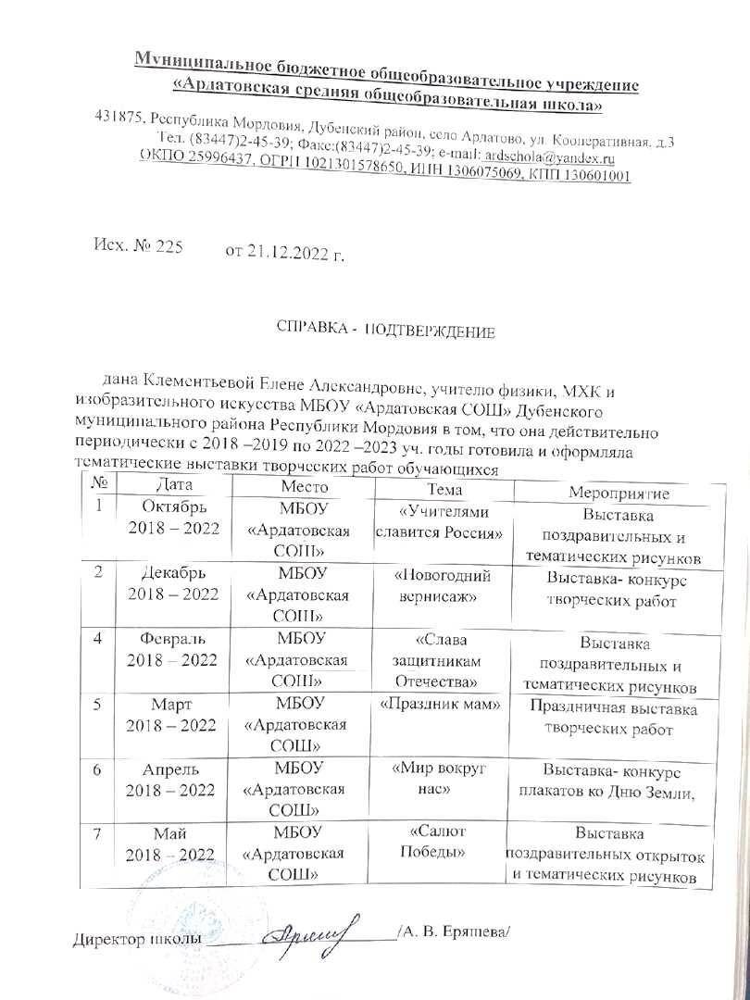 Муниципальное бюджетное общеобразовательное учреждение
«Ардатовская средняя общеобразовательная школа»
431875, Республика Мордовия, Дубенский район, село Ардатово, ул. Кооперативная, д.3
Тел. (83447)2-45-39; Факс:(83447)2-45-39; e-mail: ardschola@yandex.ru
ОКПО 25996437, ОГРН 1021301578650, ИНН 1306075069, КПП 130601001
Исх. № 225 от 21.12.2022 г.
СПРАВКА - ПОДТВЕРЖДЕНИЕ
дана Клементьевой Елене Александровне, учителю физики, МХК и
изобразительного искусства МБОУ «Ардатовская СОШ» Дубенского
муниципального района Республики Мордовия в том, что она действительно
периодически с 2018 –2019 по 2022 –2023 уч. годы готовила и оформляла
тематические выставки творческих работ обучающихся
№ Дата Место Тема Мероприятие
1 Октябрь МБОУ «Учителями Выставка
2018 – 2022 «Ардатовская славится Россия» поздравительных и
СОШ» тематических рисунков
2 Декабрь МБОУ «Новогодний Выставка- конкурс
2018 – 2022 «Ардатовская вернисаж» творческих работ
СОШ»
4 Февраль МБОУ «Слава Выставка
2018 – 2022 «Ардатовская защитникам поздравительных и
СОШ» Отечества» тематических рисунков
5 Март МБОУ «Праздник мам» Праздничная выставка
2018 – 2022 «Ардатовская творческих работ
СОШ»
6 Апрель МБОУ «Мир вокруг Выставка- конкурс
2018 – 2022 «Ардатовская нас» плакатов ко Дню Земли,
СОШ»
7 Май МБОУ «Салют Выставка
2018 – 2022 «Ардатовская Победы» поздравительных открыток
СОШ» и тематических рисунков
Директор школы /А. В. Еряшева/